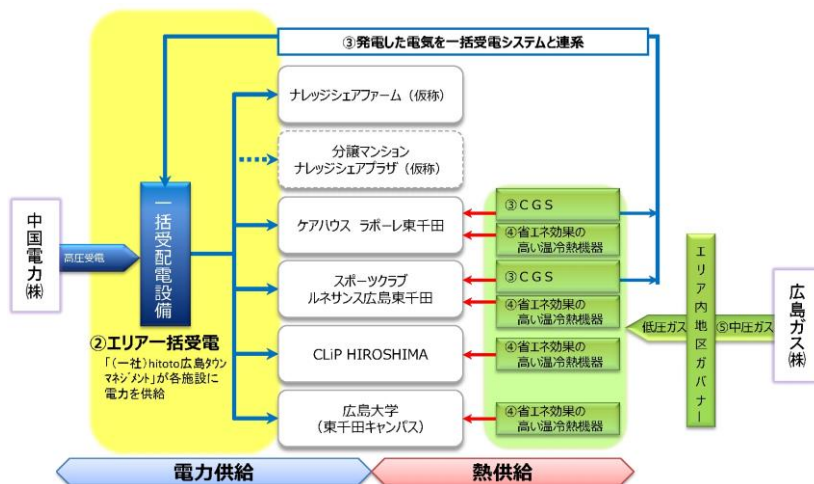 ③発電した電気を一括受電システムと連系
ナレッジシェアファーム(仮称)
分譲マンション
ナレッジシェアプラザ(仮称)
ケアハウス ラボーレ東千田
スポーツクラブ
ルネサンス広島東千田
CLiP HIROSHIMA
広島大学
(東千田キャンパス)
中国電力㈱
高圧受電
一括受配電設備
②エリア一括受電
「(一社)hitoto広島タウン
マネジメント」が各施設に
電力を供給
③CGS
④省エネ効果の
高い温冷熱機器
③CGS
④省エネ効果の
高い温冷熱機器
④省エネ効果の
高い温冷熱機器
④省エネ効果の
高い温冷熱機器
低圧ガス
エリア内地区ガバナー
⑤中圧ガス
広島ガス㈱
電力供給
熱供給